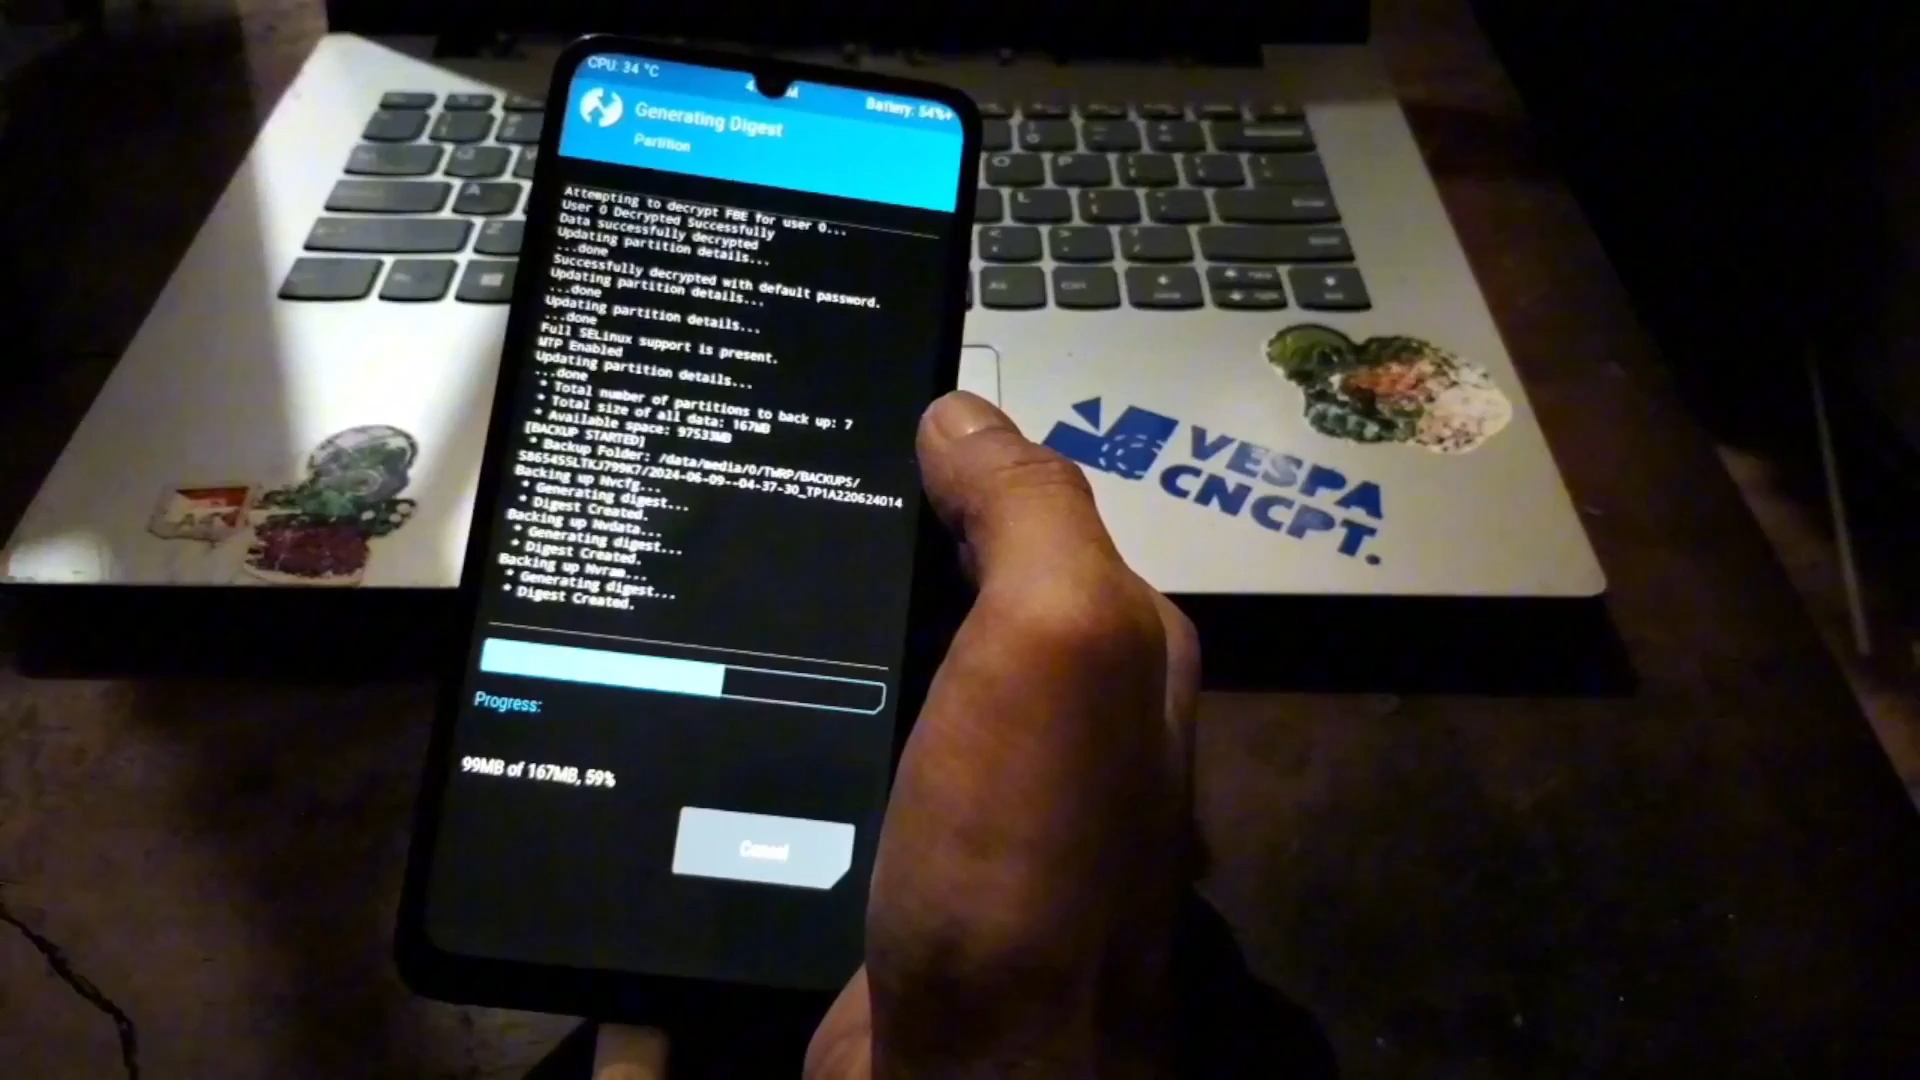 CPU: 34 °C
Battery: 54%+
Generating Digest
Partition
Attempting to decrypt FBE for user 0...
User 0 Decrypted Successfully
Data successfully decrypted
Updating partition details...
...done
Successfully decrypted with default password.
Updating partition details...
...done
Updating partition details...
...done
Full SELinux support is present.
MTP Enabled
Updating partition details...
...done
* Total number of partitions to back up: 7
* Total size of all data: 167MB
* Available space: 97533MB
[BACKUP STARTED]
* Backup Folder: /data/media/0/TWRP/BACKUPS/
S86545SLTKJ799K7/2024-06-09--04-37-30_TP1A220624014
Backing up Nvcfg...
* Generating digest...
* Digest Created.
Backing up Nvdata...
* Generating digest...
* Digest Created.
Backing up Nvram...
* Generating digest...
* Digest Created.
Progress:
99MB of 167MB, 59%
Cancel
VESPA
CNCPT.
A
Z
O
P
L